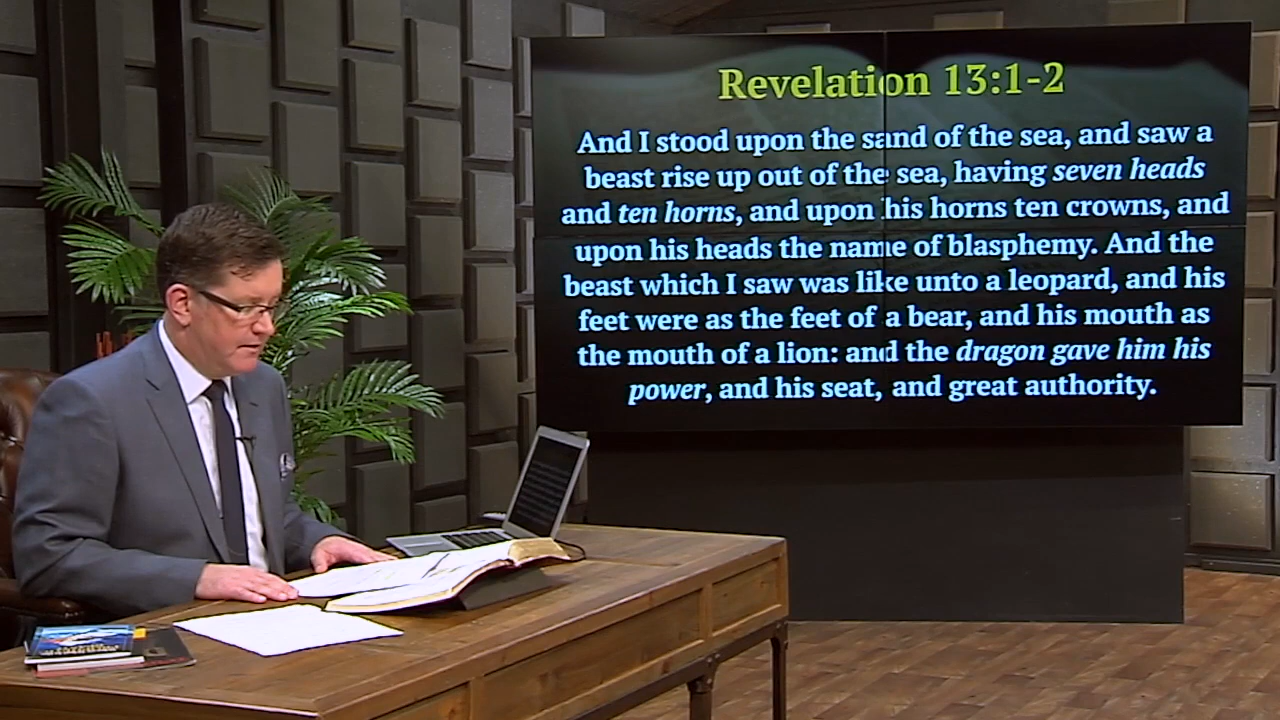 Revelation 13:1-2
And I stood upon the sand of the sea, and saw a
beast rise up out of the sea, having seven heads
and ten horns, and upon his horns ten crowns, and
upon his heads the name of blasphemy. And the
beast which I saw was like unto a leopard, and his
feet were as the feet of a bear, and his mouth as
the mouth of a lion: and the dragon gave him his
power, and his seat, and great authority.